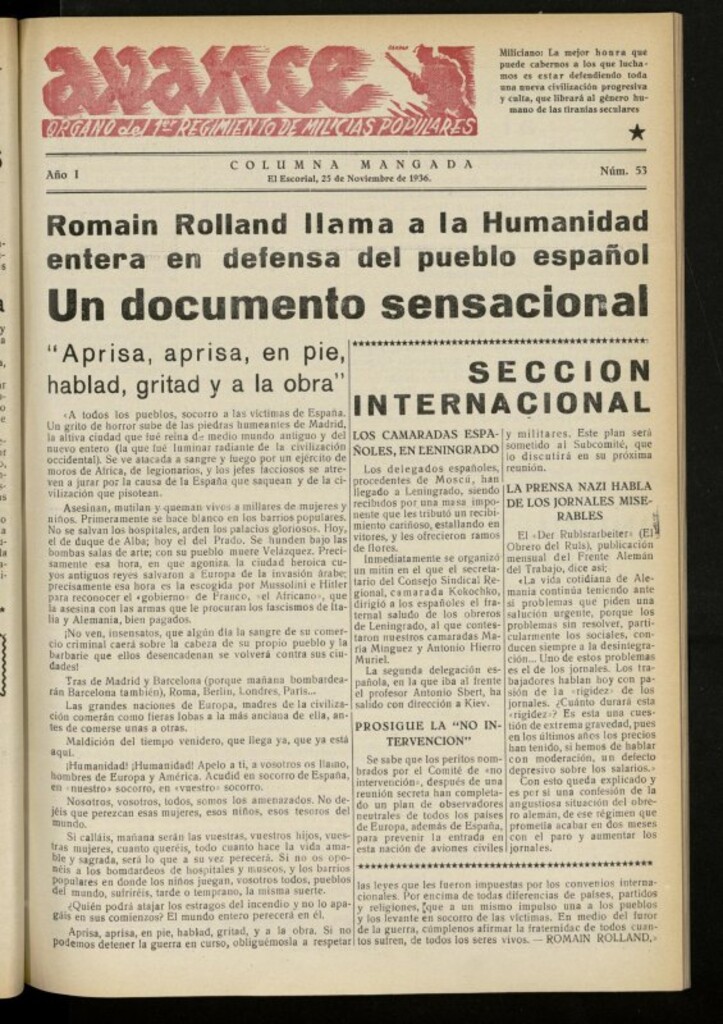 avance
ORGANO del 1er REGIMIENTO DE MILICIAS POPULARES
Miliciano: La mejor honra que
puede cabernos a los que lucha-
mos es estar defendiendo toda
una nueva civilización progresiva
y culta, que librará al género hu-
mano de las tiranías seculares
COLUMNA MANGADA
Año I
El Escorial, 25 de Noviembre de 1936.
Núm. 53
Romain Rolland llama a la Humanidad
entera en defensa del pueblo español
Un documento sensacional
"Aprisa, aprisa, en pie,
hablad, gritad y a la obra"
«A todos los pueblos, socorro a las víctimas de España.
Un grito de horror sube de las piedras humeantes de Madrid,
la altiva ciudad que fué reina de medio mundo antiguo y del
nuevo entero (la que fué luminar radiante de la civilización
occidental). Se ve atacada a sangre y fuego por un ejército de
moros de Africa, de legionarios, y los jefes facciosos se atre-
ven a jurar por la causa de la España que saquean y de la ci-
vilización que pisotean.
Asesinan, mutilan y queman vivos a millares de mujeres y
niños. Primeramente se hace blanco en los barrios populares.
No se salvan los hospitales, arden los palacios gloriosos. Hoy,
el de duque de Alba; hoy el del Prado. Se hunden bajo las
bombas salas de arte; con su pueblo muere Velázquez. Preci-
samente esa hora, en que agoniza la ciudad heroica cu-
yos antiguos reyes salvaron a Europa de la invasión árabe;
precisamente esa hora es la escogida por Mussolini e Hitler
para reconocer el «gobierno» de Franco, «el Africano», que
la asesina con las armas que le procuran los fascismos de Ita-
lia y Alemania, bien pagados.
¡No ven, insensatos, que algún día la sangre de su comer-
cio criminal caerá sobre la cabeza de su propio pueblo y la
barbarie que ellos desencadenan se volverá contra sus ciu-
dades!
Tras de Madrid y Barcelona (porque mañana bombardea-
rán Barcelona también), Roma, Berlín, Londres, París...
Las grandes naciones de Europa, madres de la civiliza-
ción comerán como fieras lobas a la más anciana de ella, an-
tes de comerse unas a otras.
Maldición del tiempo venidero, que llega ya, que ya está
aquí.
¡Humanidad! ¡Humanidad! Apelo a ti, a vosotros os llamo,
hombres de Europa y América. Acudid en socorro de España,
en «nuestro» socorro, en «vuestro» socorro.
Nosotros, vosotros, todos, somos los amenazados. No de-
jéis que perezcan esas mujeres, esos niños, esos tesoros del
mundo.
Si calláis, mañana serán las vuestras, vuestros hijos, vues-
tras mujeres, cuanto queréis, todo cuanto hace la vida ama-
ble y sagrada, será lo que a su vez perecerá. Si no os opo-
néis a los bombardeos de hospitales y museos, y los barrios
populares en donde los niños juegan, vosotros todos, pueblos
del mundo, sufriréis, tarde o temprano, la misma suerte.
¿Quién podrá atajar los estragos del incendio y no lo apa-
gáis en sus comienzos? El mundo entero perecerá en él.
Aprisa, aprisa, en pie, hablad, gritad, y a la obra. Si no
podemos detener la guerra en curso, obliguémosla a respetar
SECCION
INTERNACIONAL
LOS CAMARADAS ESPA-
ÑOLES, EN LENINGRADO
Los delegados españoles,
procedentes de Moscú, han
llegado a Leningrado, siendo
recibidos por una masa impo-
nente que les tributó un recibi-
miento cariñoso, estallando en
vítores, y les ofrecieron ramos
de flores.
Inmediatamente se organizó
un mitin en el que el secre-
tario del Consejo Sindical Re-
gional, camarada Kokochko,
dirigió a los españoles el fra-
ternal saludo de los obreros
de Leningrado, al que contes-
taron nuestros camaradas Ma-
ría Mínguez y Antonio Hierro
Muriel.
La segunda delegación es-
pañola, en la que iba al frente
el profesor Antonio Sbert, ha
salido con dirección a Kiev.
PROSIGUE LA "NO IN-
TERVENCION"
Se sabe que los peritos nom-
brados por el Comité de «no
intervención», después de una
reunión secreta han completa-
do un plan de observadores
neutrales de todos los países
de Europa, además de España,
para prevenir la entrada en
esta nación de aviones civiles
y militares. Este plan será
sometido al Subcomité, que
lo discutirá en su próxima
reunión.
LA PRENSA NAZI HABLA
DE LOS JORNALES MISE-
RABLES
El «Der Rublsrarbeiter» (El
Obrero del Ruls), publicación
mensual del Frente Alemán
del Trabajo, dice así;
«La vida cotidiana de Ale-
mania continúa teniendo ante
sí problemas que piden una
solución urgente, porque los
problemas sin resolver, parti-
cularmente los sociales, con-
ducen siempre a la desintegra-
ción... Uno de estos problemas
es el de los jornales. Los tra-
bajadores hablan hoy con pa-
sión de la «rigidez» de los
jornales. ¿Cuánto durará esta
«rigidez»? Es esta una cues-
tión de extrema gravedad, pues
en los últimos años los precios
han tenido, si hemos de hablar
con moderación, un defecto
depresivo sobre los salarios.»
Con esto queda explicado y
es por sí una confesión de la
angustiosa situación del obre-
ro alemán, de ese régimen que
prometía acabar en dos meses
con el paro y aumentar los
jornales.
las leyes que les fueron impuestas por los convenios interna-
cionales. Por encima de todas diferencias de países, partidos
y religiones, que a un mismo impulso una a los pueblos
y los levante en socorro de las víctimas. En medio del furor
de la guerra, cúmplenos afirmar la fraternidad de todos cuan-
tos sufren, de todos los seres vivos. — ROMAIN ROLLAND.»